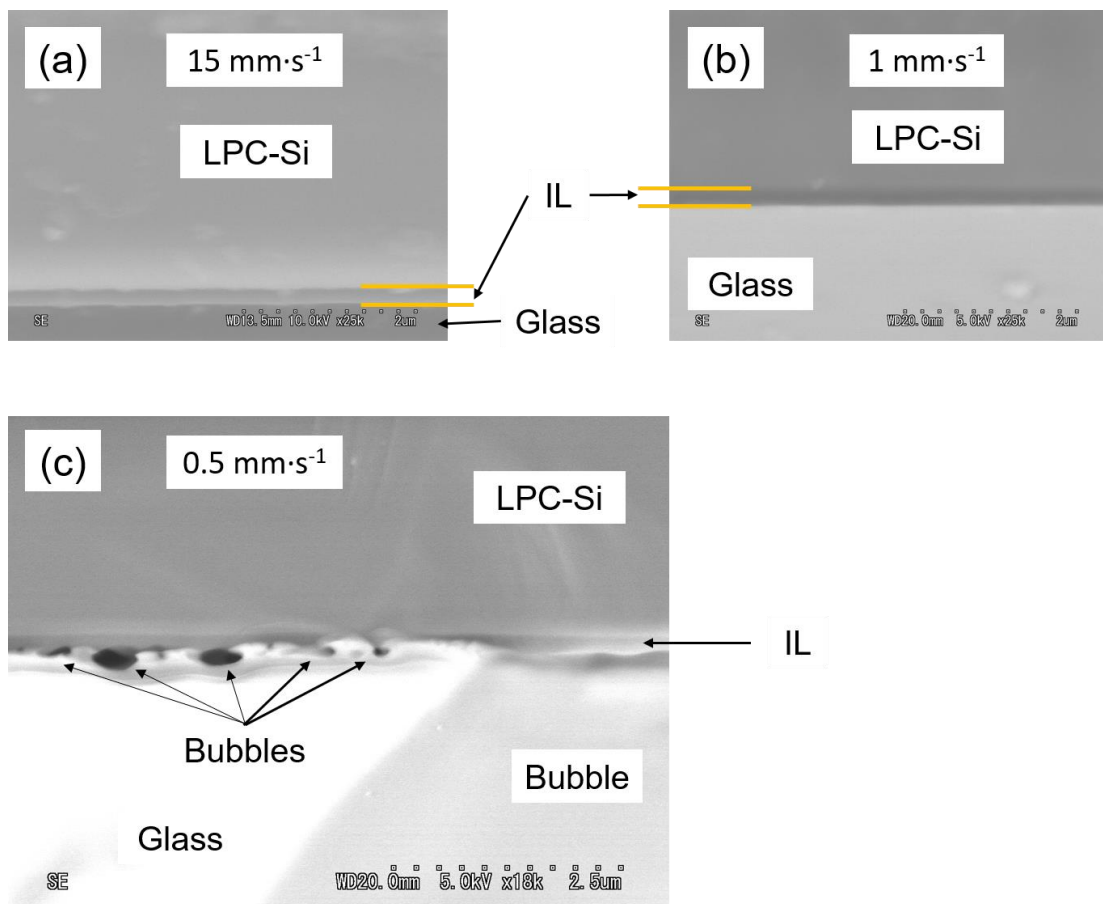 (a)
15 mm·s⁻¹
LPC-Si
IL
Glass
SE WD13.5mm 10.0kV x25k 2um
(b)
1 mm·s⁻¹
LPC-Si
Glass
SE WD20.0mm 5.0kV x25k 2um
(c)
0.5 mm·s⁻¹
LPC-Si
IL
Bubbles
Bubble
Glass
SE WD20.0mm 5.0kV x18k 2.5um